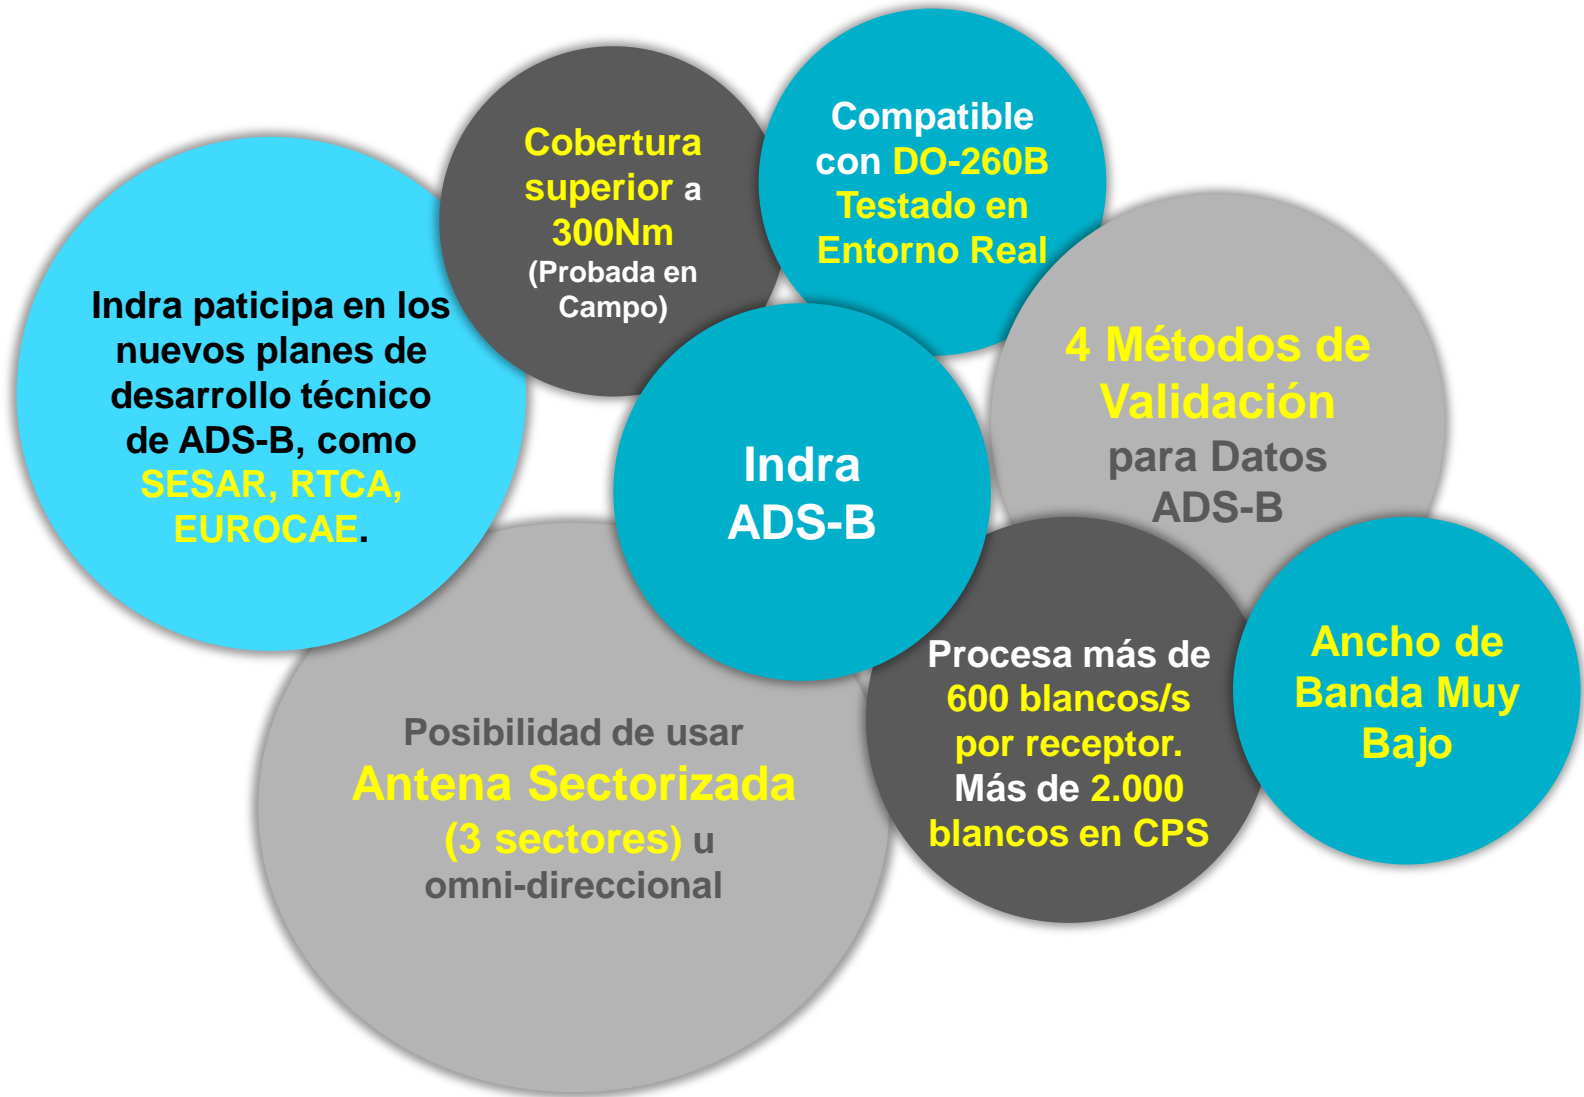 Compatible
con DO-260B
Testado en
Entorno Real
Cobertura
superior a
300Nm
(Probada en
Campo)
Indra paticipa en los
nuevos planes de
desarrollo técnico
de ADS-B, como
SESAR, RTCA,
EUROCAE.
4 Métodos de
Validación
para Datos
ADS-B
Indra
ADS-B
Procesa más de
600 blancos/s
por receptor.
Más de 2.000
blancos en CPS
Ancho de
Banda Muy
Bajo
Posibilidad de usar
Antena Sectorizada
(3 sectores) u
omni-direccional